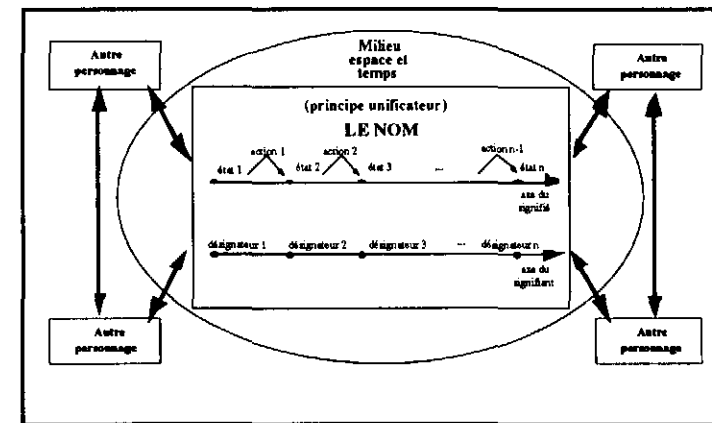 Autre
personnage
Milieu
espace et
temps
Autre
personnage
(principe unificateur)
LE NOM
action 1
action 2
action n-1
état 1
état 2
état 3
...
état n
axe du
signifié
désignateur 1
désignateur 2
désignateur 3
...
désignateur n
axe du
signifiant
Autre
personnage
Autre
personnage